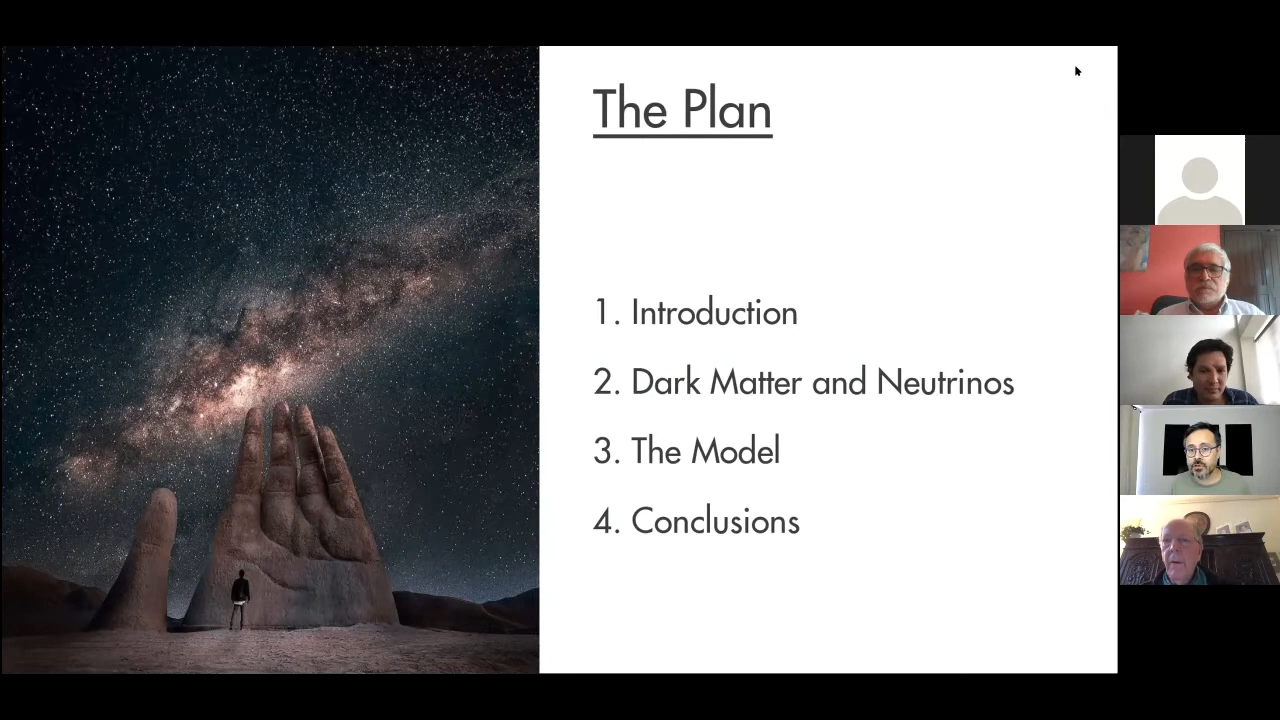 The Plan
1. Introduction
2. Dark Matter and Neutrinos
3. The Model
4. Conclusions